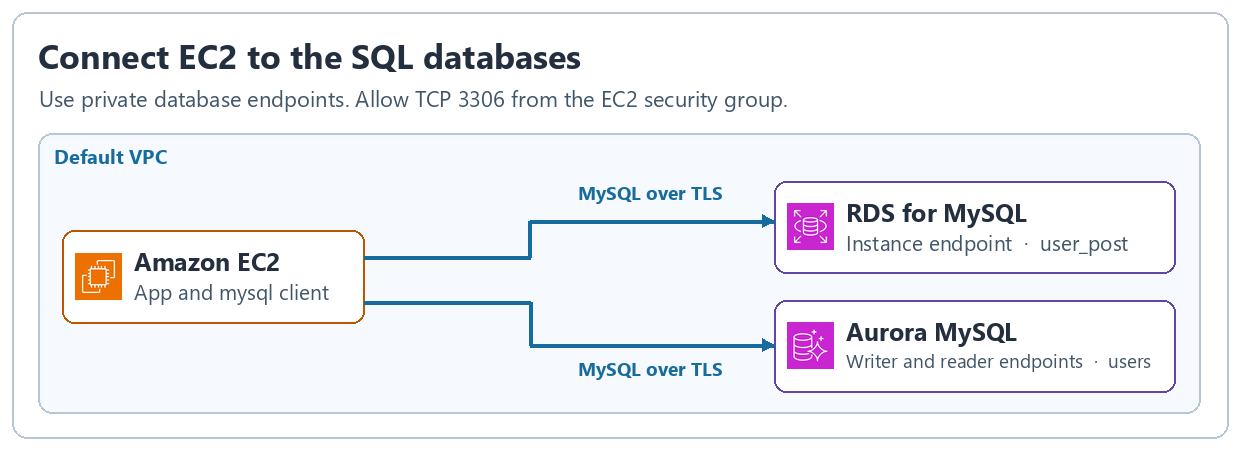 Connect EC2 to the SQL databases
Use private database endpoints. Allow TCP 3306 from the EC2 security group.
Default VPC
MySQL over TLS
RDS for MySQL
Instance endpoint · user_post
Amazon EC2
App and mysql client
Aurora MySQL
Writer and reader endpoints · users
MySQL over TLS